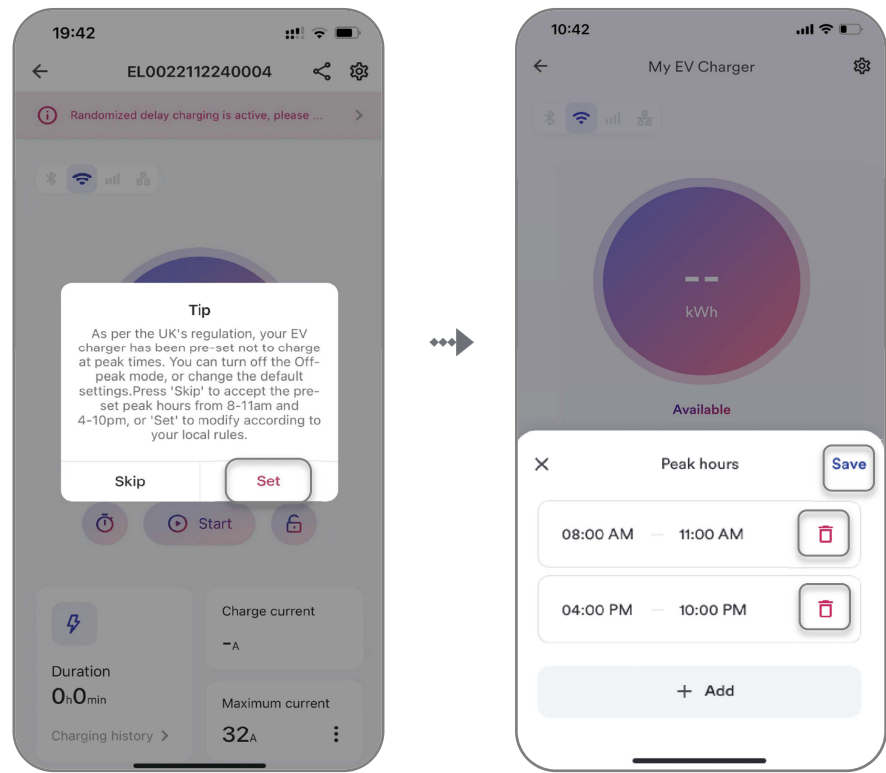 19:42
EL0022112240004
Randomized delay charging is active, please ...
Tip
As per the UK's regulation, your EV
charger has been pre-set not to charge
at peak times. You can turn off the Off-
peak mode, or change the default
settings.Press 'Skip' to accept the pre-
set peak hours from 8-11am and
4-10pm, or 'Set' to modify according to
your local rules.
Skip Set
Start
Duration
0h0min
Charging history >
Charge current
-A
Maximum current
32A
10:42
My EV Charger
--
kWh
Available
Peak hours
Save
08:00 AM — 11:00 AM
04:00 PM — 10:00 PM
+ Add